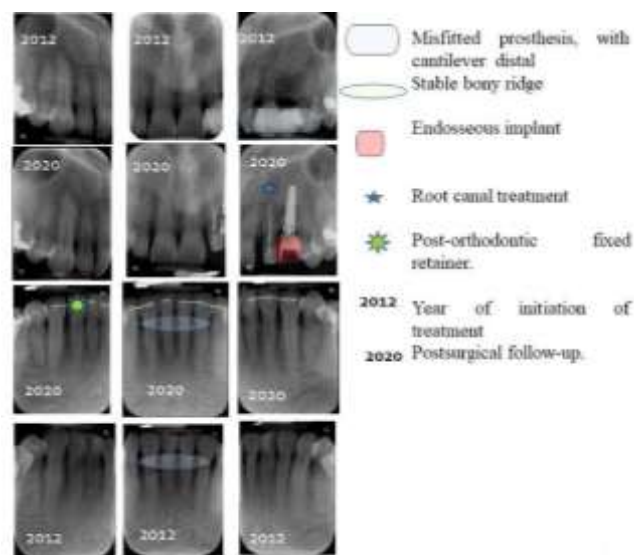 2012
2012
2012
Misfitted prosthesis, with
cantilever distal
Stable bony ridge
Endosseous implant
2020
2020
2020
Root canal treatment
Post-orthodontic fixed
retainer.
2020
2020
2020
2012 Year of initiation of
treatment
2020 Postsurgical follow-up.
2012
2012
2012